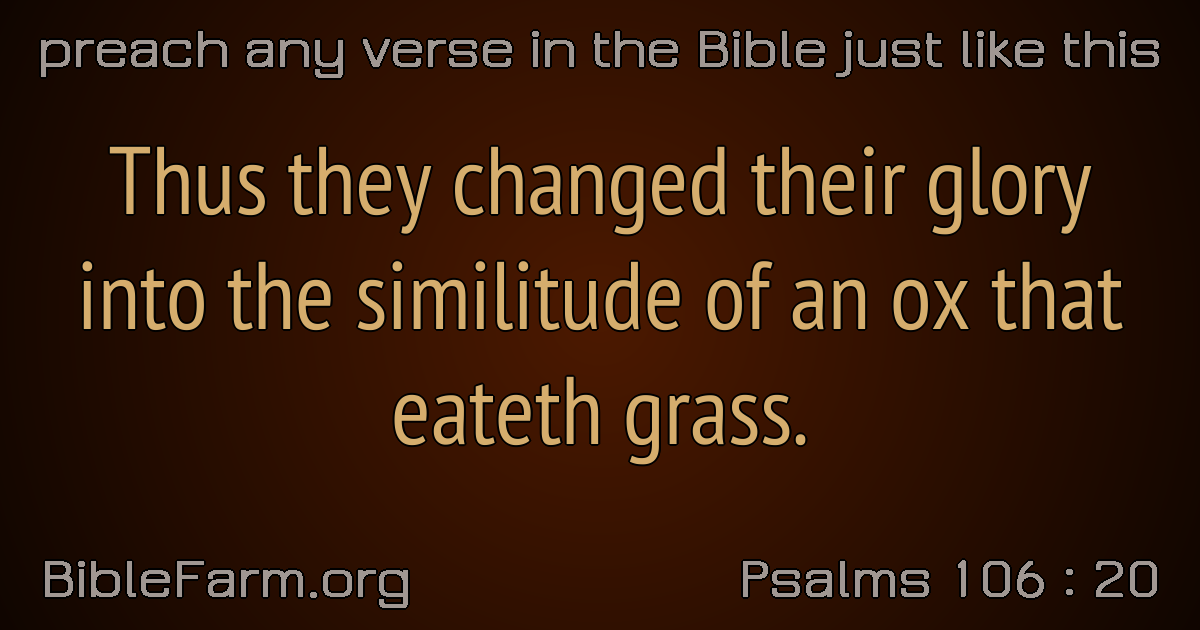 preach any verse in the Bible just like this
Thus they changed their glory
into the similitude of an ox that
eateth grass.
BibleFarm.org
Psalms 106 : 20